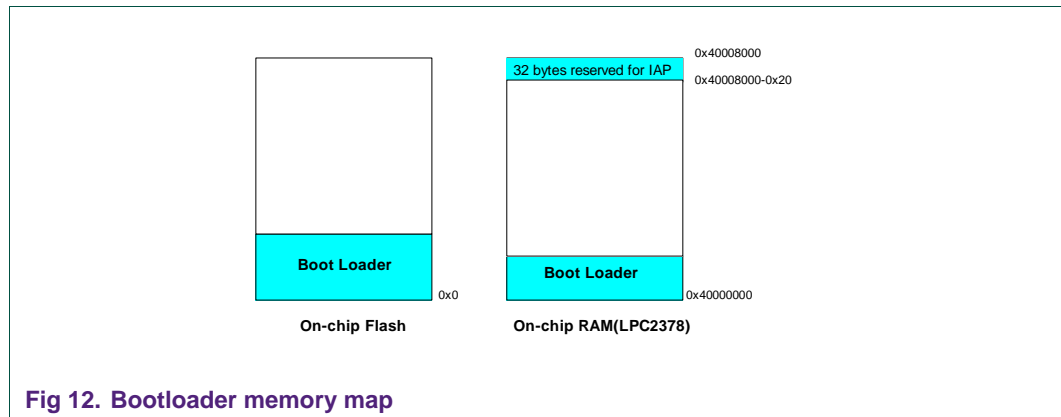 0x40008000
32 bytes reserved for IAP
0x40008000-0x20
Boot Loader
0x0
On-chip Flash
Boot Loader
0x40000000
On-chip RAM(LPC2378)
Fig 12. Bootloader memory map